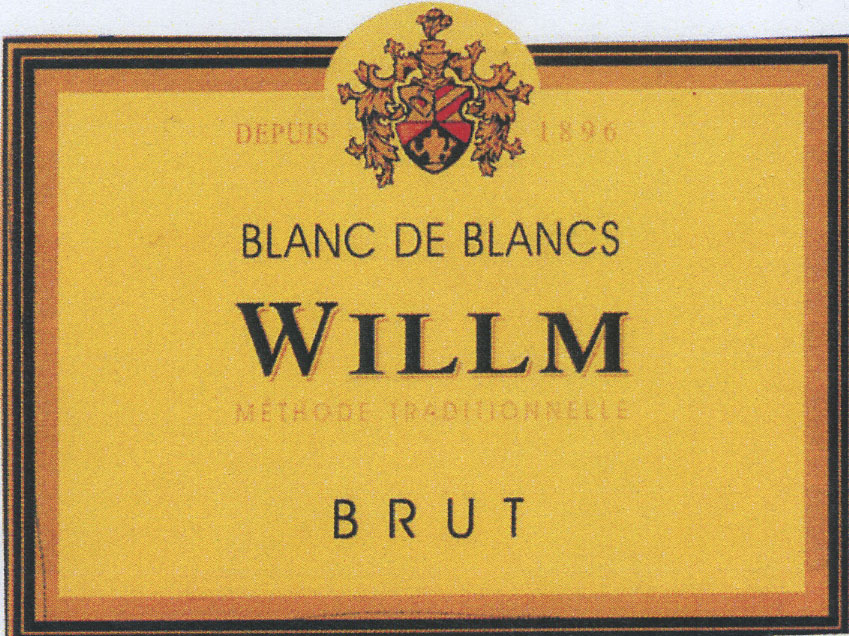 DEPUIS 1896
BLANC DE BLANCS
WILLM
MÉTHODE TRADITIONNELLE
BRUT